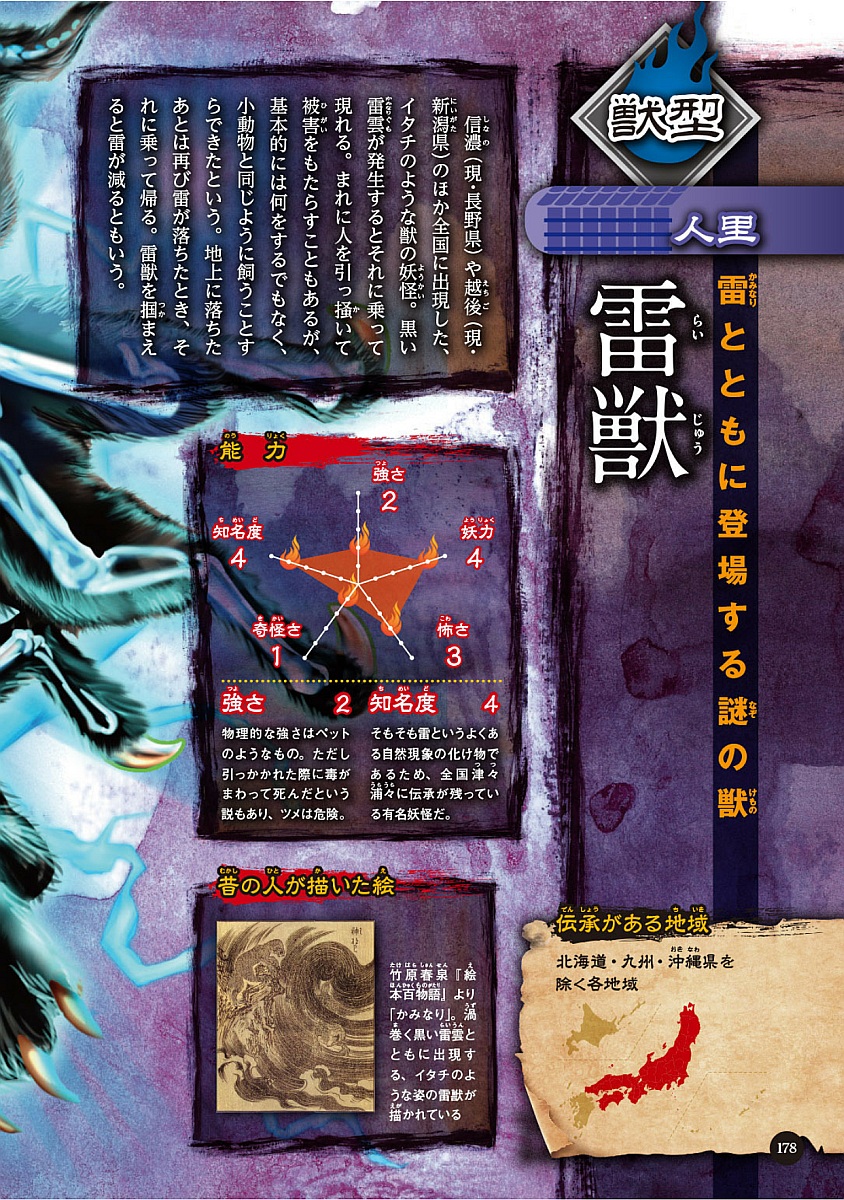 獣型
人里
雷とともに登場する謎の獣
雷獣
らいじゅう
信濃（現・長野県）や越後（現・
新潟県）のほか全国に出現した、
イタチのような獣の妖怪。黒い
雷雲が発生するとそれに乗って
現れる。まれに人を引っ掻いて
被害をもたらすこともあるが、
基本的には何をするでもなく、
小動物と同じように飼うことす
らできたという。地上に落ちた
あとは再び雷が落ちたとき、そ
れに乗って帰る。雷獣を掴まえ
ると雷が減るともいう。
能力
強さ
2
妖力
4
怖さ
3
奇怪さ
1
知名度
4
強さ 2
物理的な強さはペット
のようなもの。ただし
引っかかれた際に毒が
まわって死んだという
説もあり、ツメは危険。
知名度 4
そもそも雷というよくあ
る自然現象の化け物で
あるため、全国津々
浦々に伝承が残ってい
る有名妖怪だ。
昔の人が描いた絵
竹原春泉『絵
本百物語』より
「かみなり」。渦
巻く黒い雷雲と
ともに出現す
る、イタチのよ
うな姿の雷獣が
描かれている
伝承がある地域
北海道・九州・沖縄県を
除く各地域
178